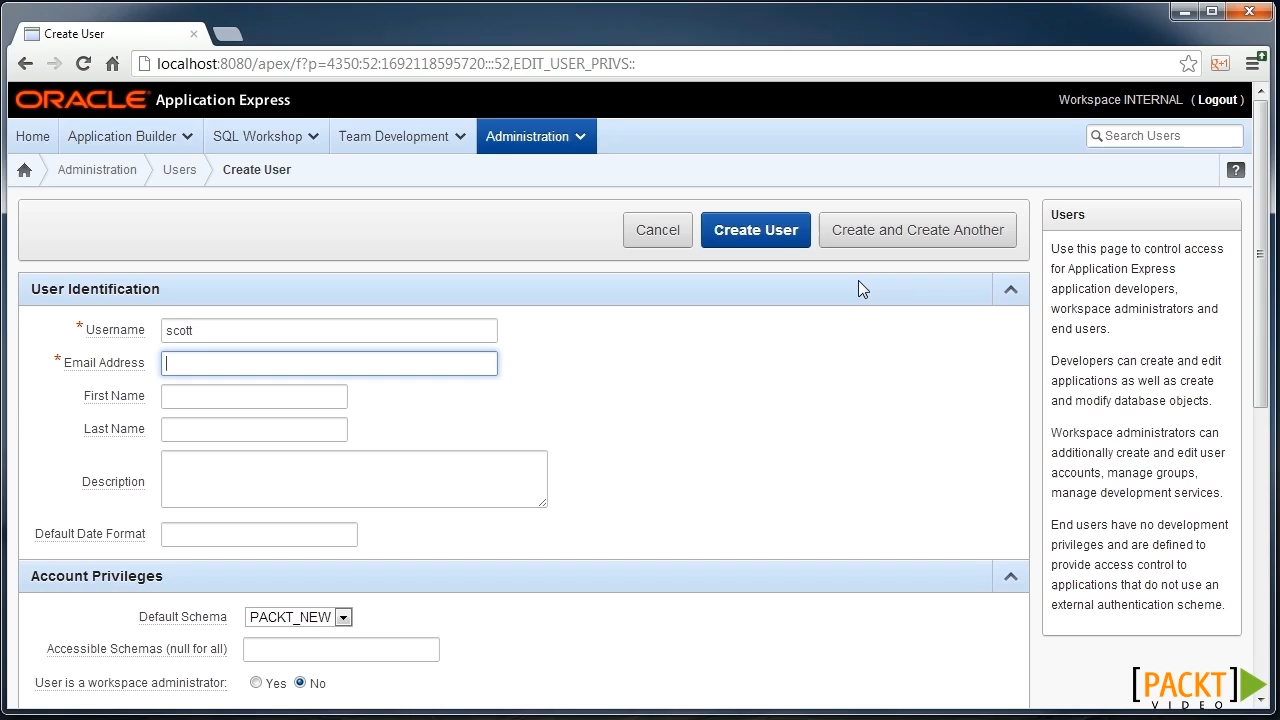 Create User
localhost:8080/apex/f?p=4350:52:1692118595720:::52,EDIT_USER_PRIVS::
ORACLE Application Express
Workspace INTERNAL ( Logout )
Home Application Builder SQL Workshop Team Development Administration
Search Users
Administration Users Create User
?
Cancel Create User Create and Create Another
User Identification
* Username scott
* Email Address
First Name
Last Name
Description
Default Date Format
Account Privileges
Default Schema PACKT_NEW
Accessible Schemas (null for all)
User is a workspace administrator: Yes No
Users
Use this page to control access
for Application Express
application developers,
workspace administrators and
end users.
Developers can create and edit
applications as well as create
and modify database objects.
Workspace administrators can
additionally create and edit user
accounts, manage groups,
manage development services.
End users have no development
privileges and are defined to
provide access control to
applications that do not use an
external authentication scheme.
[PACKT]
VIDEO